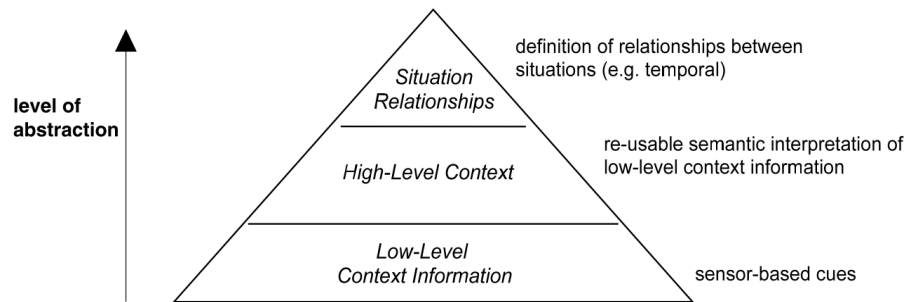 level of
abstraction
Situation
Relationships
definition of relationships between
situations (e.g. temporal)
High-Level Context
re-usable semantic interpretation of
low-level context information
Low-Level
Context Information
sensor-based cues